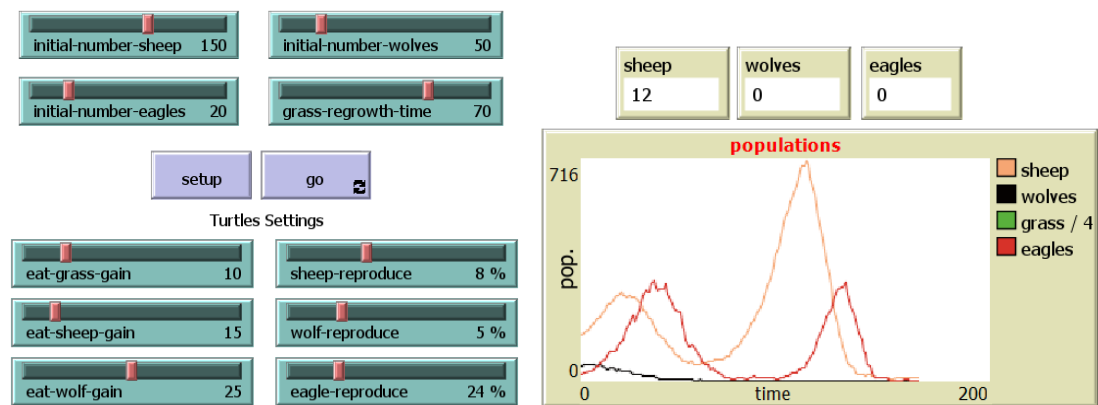 initial-number-sheep 150
initial-number-wolves 50
initial-number-eagles 20
grass-regrowth-time 70
setup
go
Turtles Settings
eat-grass-gain 10
sheep-reproduce 8 %
eat-sheep-gain 15
wolf-reproduce 5 %
eat-wolf-gain 25
eagle-reproduce 24 %
sheep
12
wolves
0
eagles
0
populations
716
pop.
0
0
time
200
sheep
wolves
grass / 4
eagles